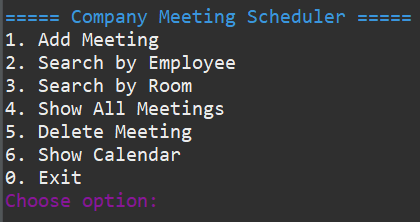 ===== Company Meeting Scheduler =====
1. Add Meeting
2. Search by Employee
3. Search by Room
4. Show All Meetings
5. Delete Meeting
6. Show Calendar
0. Exit
Choose option: